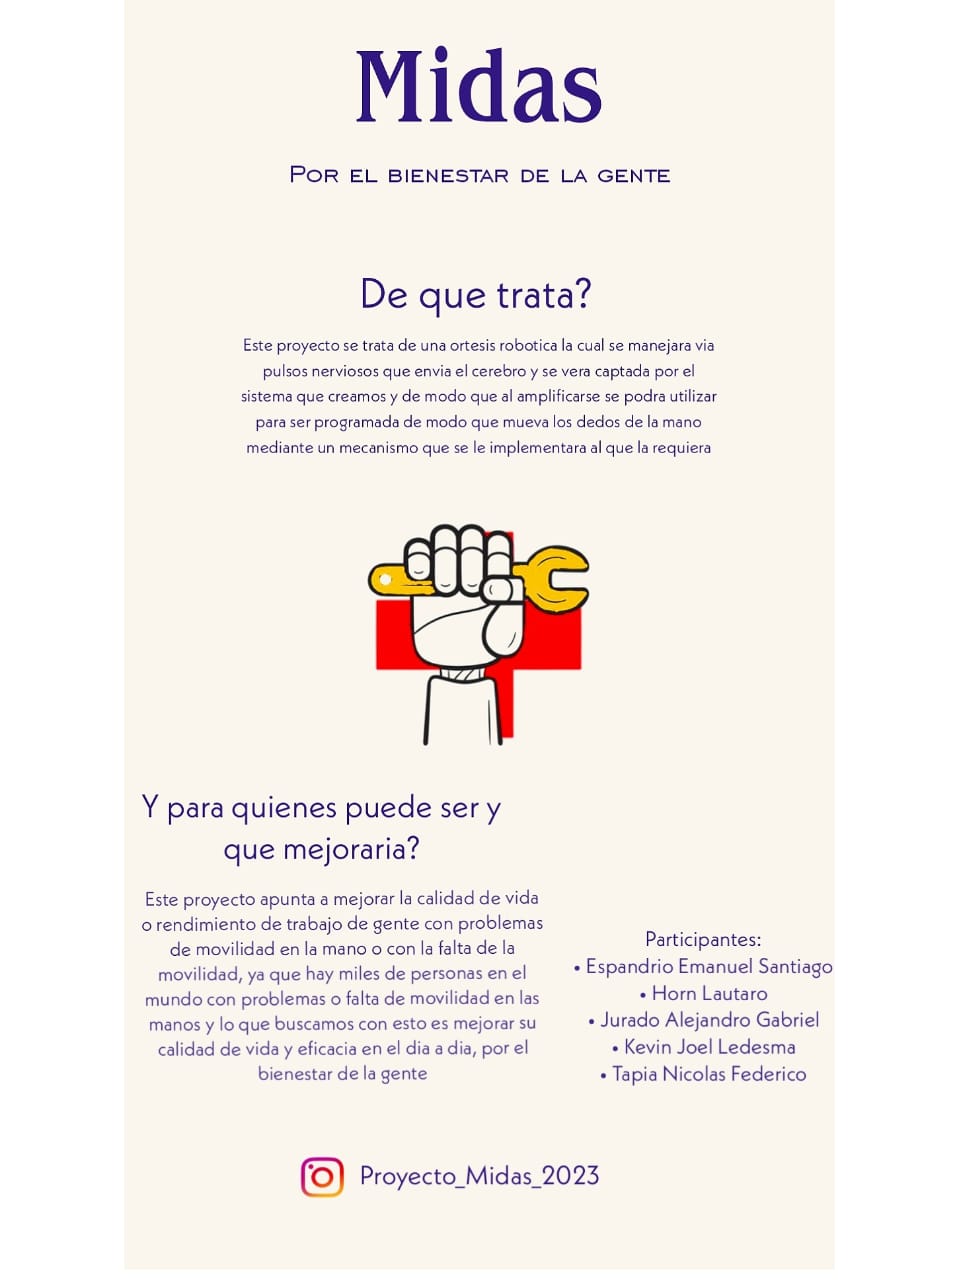 Midas
Por el bienestar de la gente
De que trata?
Este proyecto se trata de una ortesis robotica la cual se manejara via
pulsos nerviosos que envia el cerebro y se vera captada por el
sistema que creamos y de modo que al amplificarse se podra utilizar
para ser programada de modo que mueva los dedos de la mano
mediante un mecanismo que se le implementara al que la requiera
Y para quienes puede ser y
que mejoraria?
Este proyecto apunta a mejorar la calidad de vida
o rendimiento de trabajo de gente con problemas
de movilidad en la mano o con la falta de la
movilidad, ya que hay miles de personas en el
mundo con problemas o falta de movilidad en las
manos y lo que buscamos con esto es mejorar su
calidad de vida y eficacia en el dia a dia, por el
bienestar de la gente
Participantes:
• Espandrio Emanuel Santiago
• Horn Lautaro
• Jurado Alejandro Gabriel
• Kevin Joel Ledesma
• Tapia Nicolas Federico
Proyecto_Midas_2023